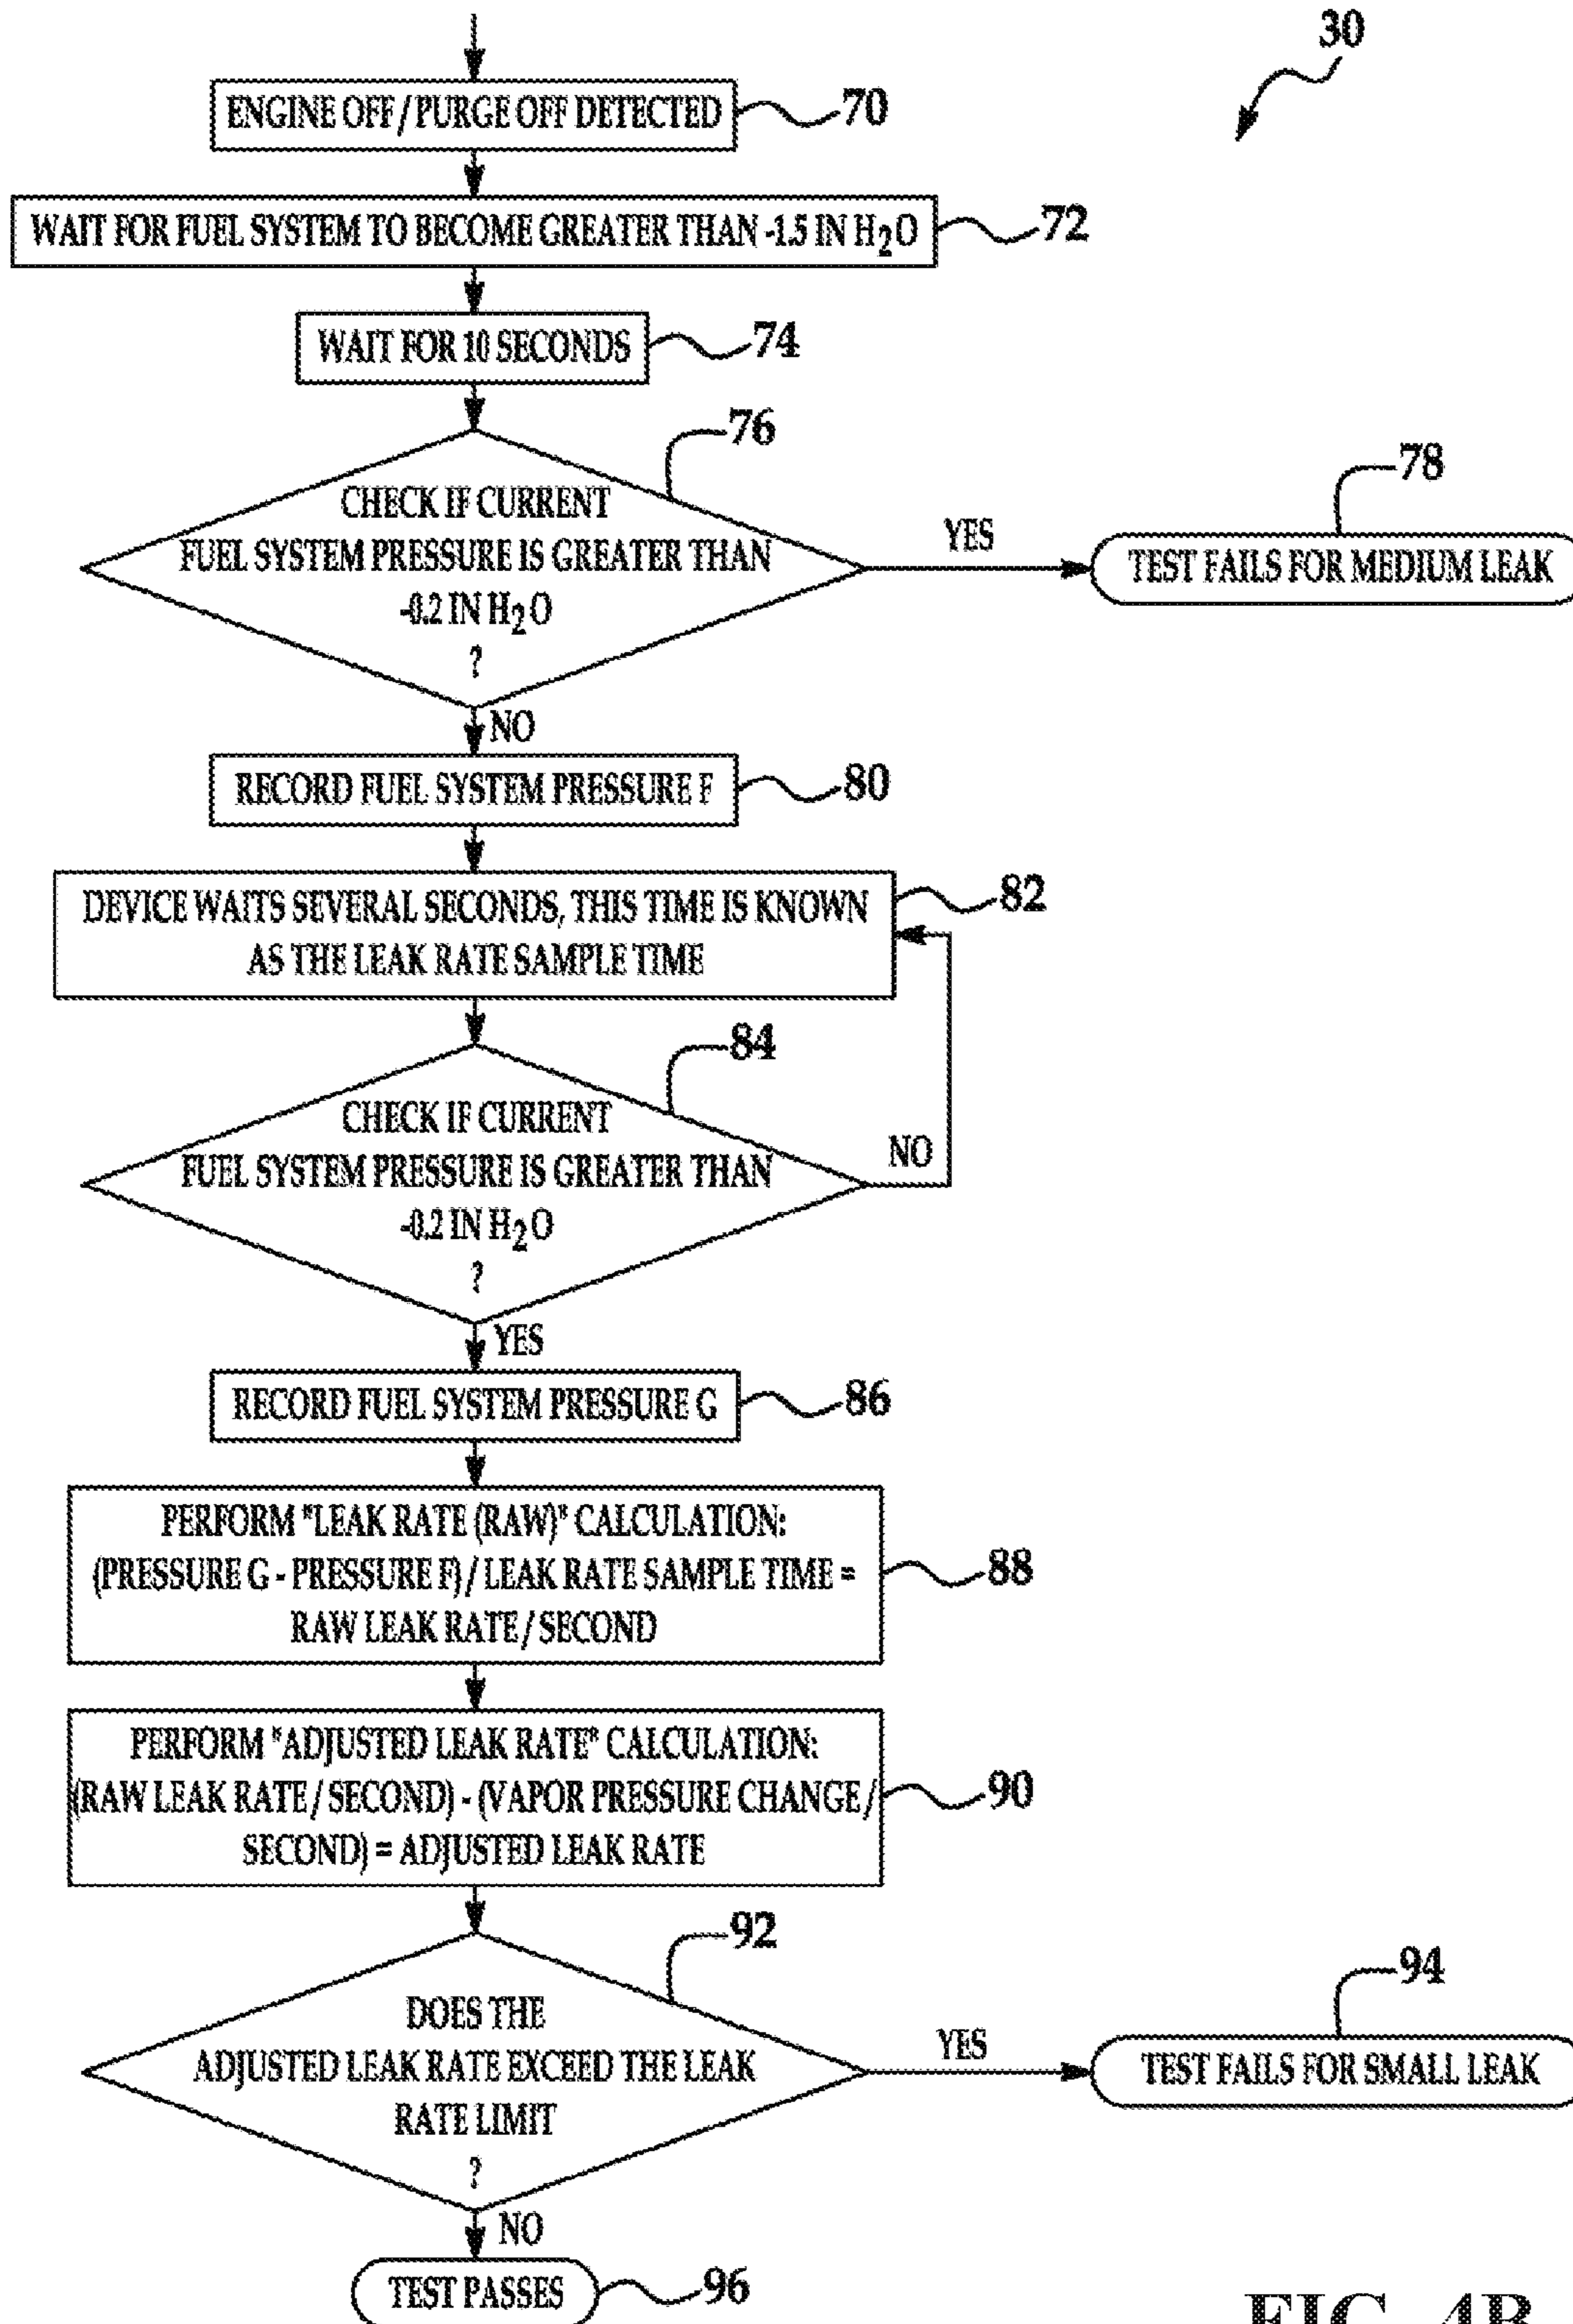 30
ENGINE OFF / PURGE OFF DETECTED
70
WAIT FOR FUEL SYSTEM TO BECOME GREATER THAN -1.5 IN H2O
72
WAIT FOR 10 SECONDS
74
76
CHECK IF CURRENT
FUEL SYSTEM PRESSURE IS GREATER THAN
-0.2 IN H2O
?
YES
78
TEST FAILS FOR MEDIUM LEAK
NO
RECORD FUEL SYSTEM PRESSURE F
80
DEVICE WAITS SEVERAL SECONDS, THIS TIME IS KNOWN
AS THE LEAK RATE SAMPLE TIME
82
84
CHECK IF CURRENT
FUEL SYSTEM PRESSURE IS GREATER THAN
-0.2 IN H2O
?
NO
YES
RECORD FUEL SYSTEM PRESSURE G
86
PERFORM "LEAK RATE (RAW)" CALCULATION:
(PRESSURE G - PRESSURE F) / LEAK RATE SAMPLE TIME =
RAW LEAK RATE / SECOND
88
PERFORM "ADJUSTED LEAK RATE" CALCULATION:
(RAW LEAK RATE / SECOND) - (VAPOR PRESSURE CHANGE /
SECOND) = ADJUSTED LEAK RATE
90
92
DOES THE
ADJUSTED LEAK RATE EXCEED THE LEAK
RATE LIMIT
?
YES
94
TEST FAILS FOR SMALL LEAK
NO
TEST PASSES
96
FIG. 4B